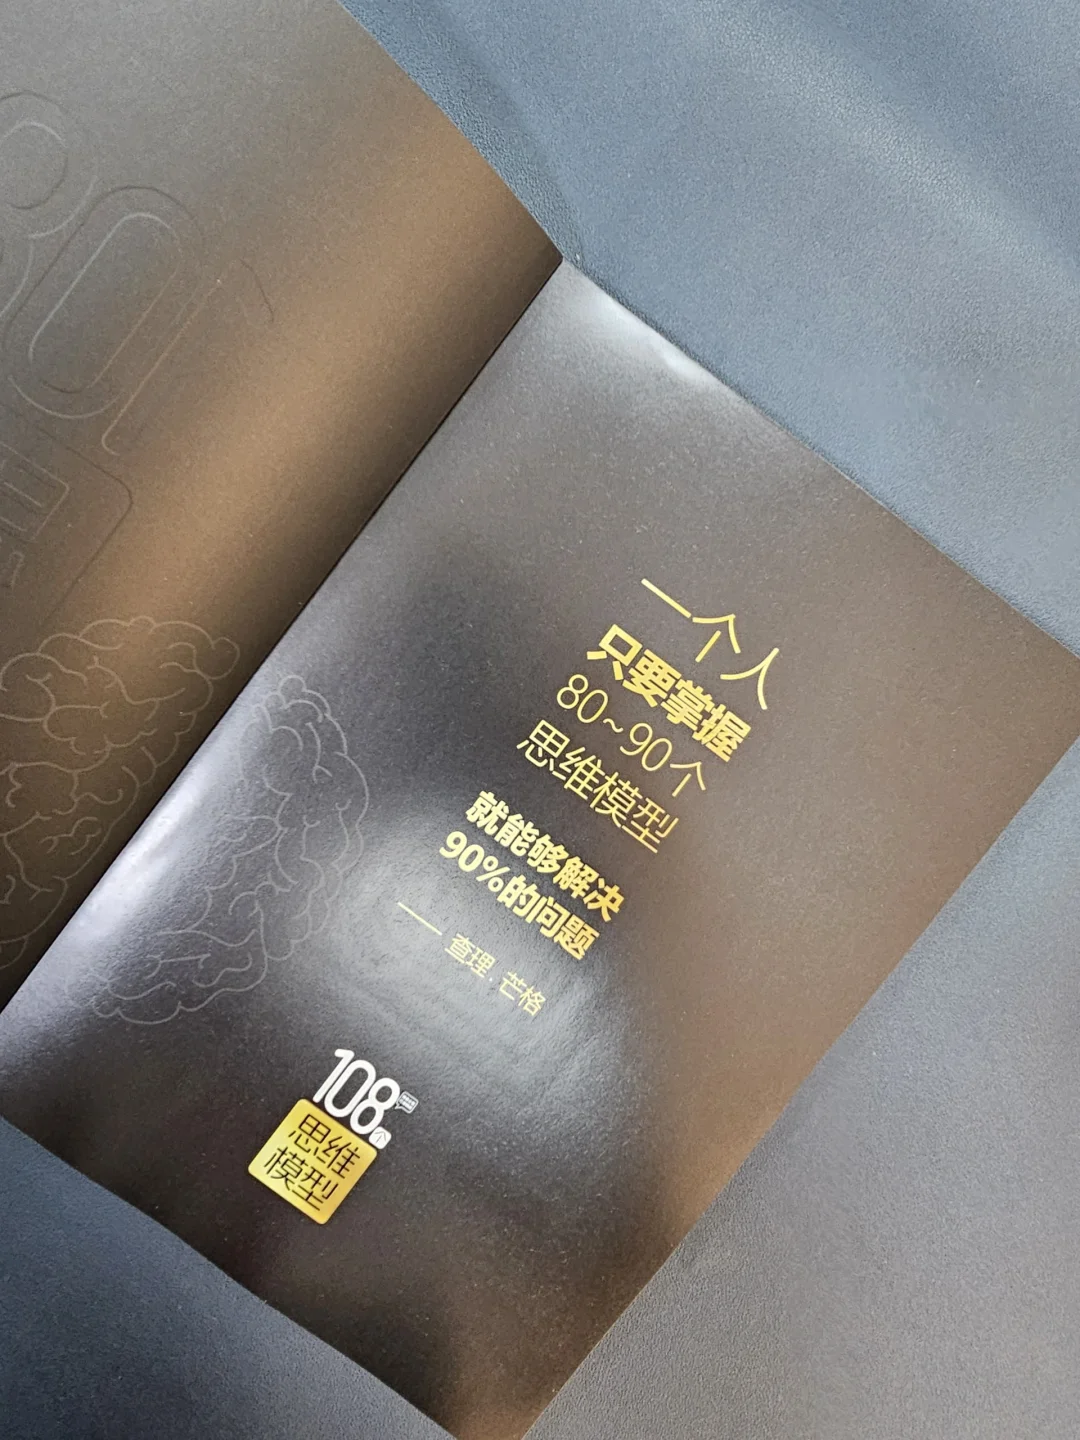 一个人
只要掌握
80~90个
思维模型
就能够解决
90%的问题
—— 查理.芒格
108个
思维
模型